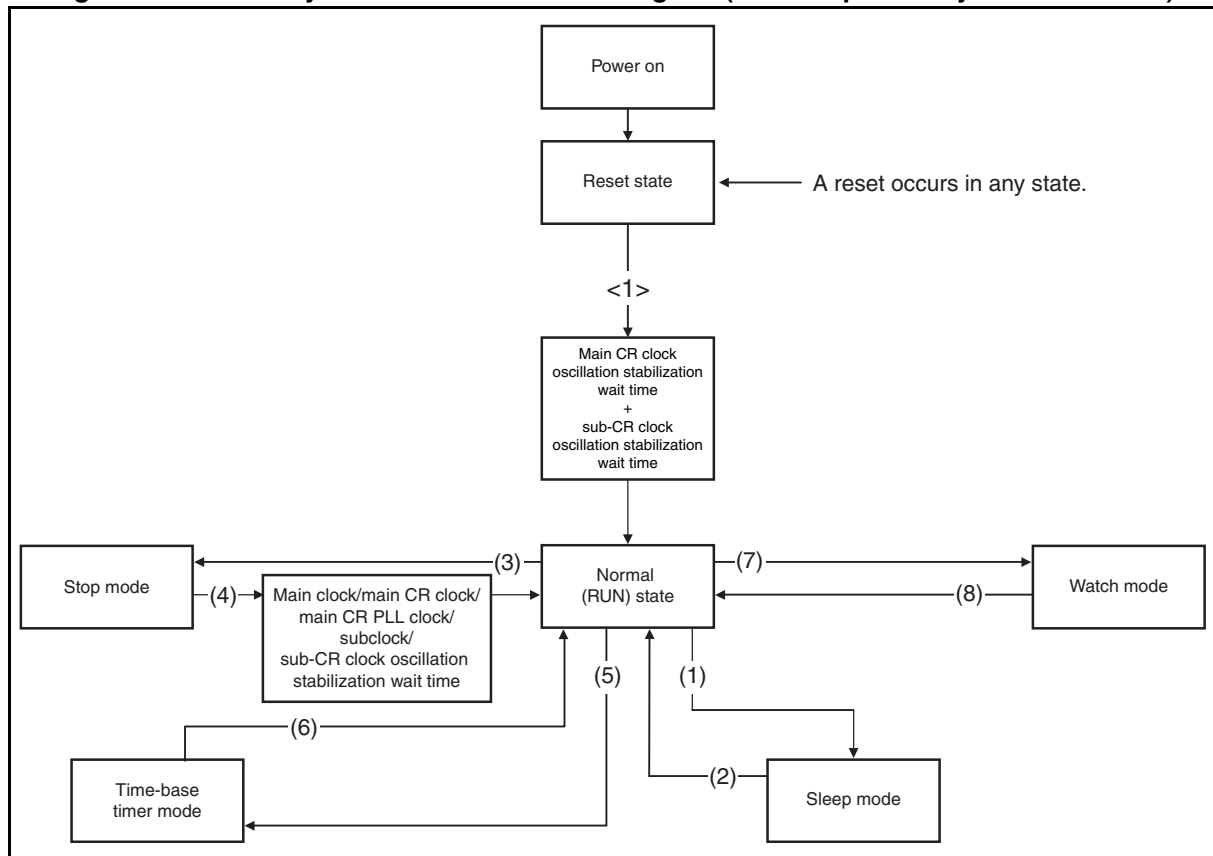 Power on
Reset state
A reset occurs in any state.
<1>
Main CR clock
oscillation stabilization
wait time
+
sub-CR clock
oscillation stabilization
wait time
Stop mode
(3)
(4)
Main clock/main CR clock/
main CR PLL clock/
subclock/
sub-CR clock oscillation
stabilization wait time
Normal
(RUN) state
(7)
(8)
Watch mode
(5)
(1)
(6)
(2)
Time-base
timer mode
Sleep mode